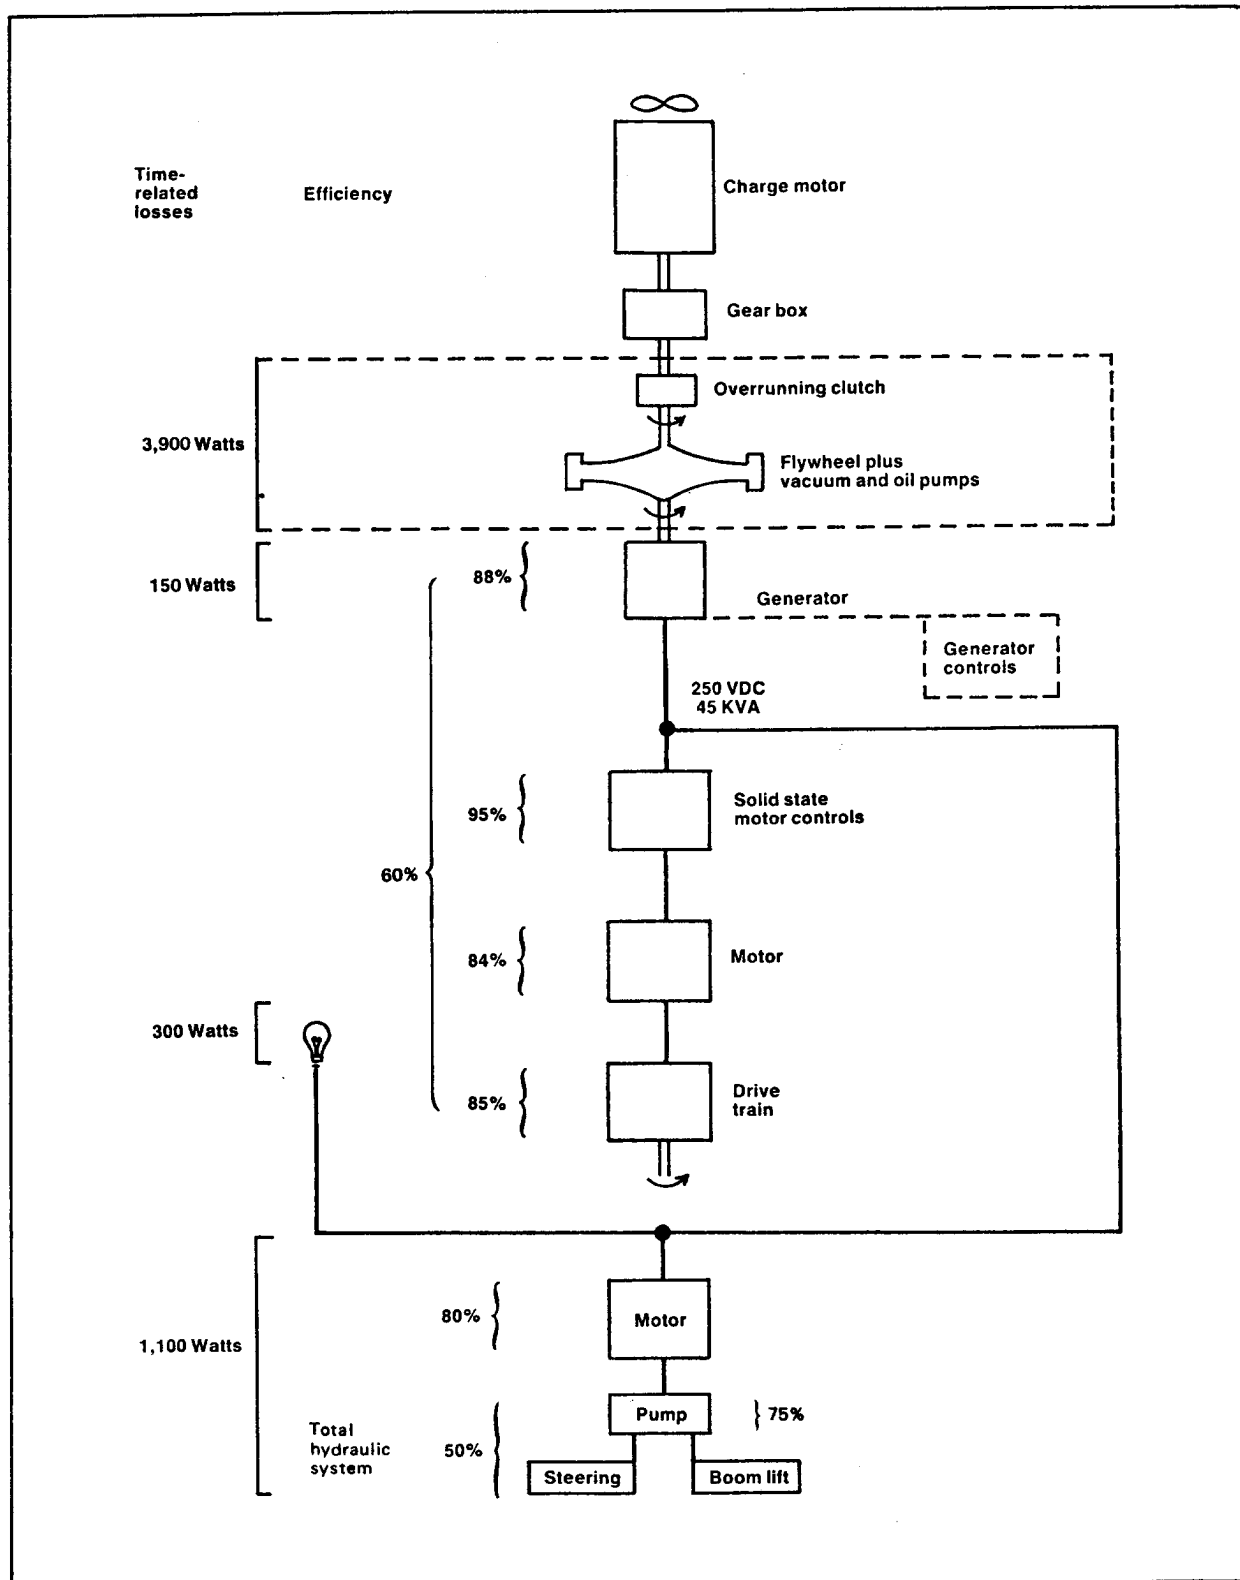 Time-
related
losses
Efficiency
Charge motor
Gear box
Overrunning clutch
3,900 Watts
Flywheel plus
vacuum and oil pumps
150 Watts
88%
Generator
Generator
controls
250 VDC
45 KVA
95%
Solid state
motor controls
60%
84%
Motor
300 Watts
85%
Drive
train
80%
Motor
1,100 Watts
Total
hydraulic
system
50%
Pump
75%
Steering
Boom lift